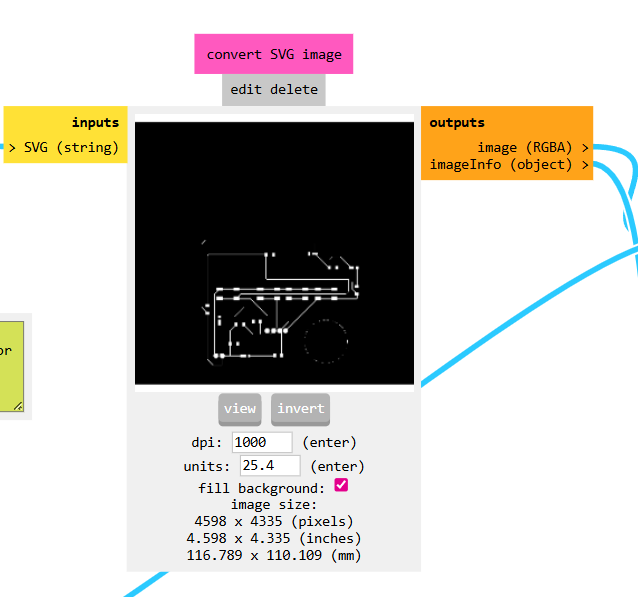 convert SVG image
edit delete
inputs
> SVG (string)
outputs
image (RGBA) >
imageInfo (object) >
or
view invert
dpi: 1000 (enter)
units: 25.4 (enter)
fill background:
image size:
4598 x 4335 (pixels)
4.598 x 4.335 (inches)
116.789 x 110.109 (mm)